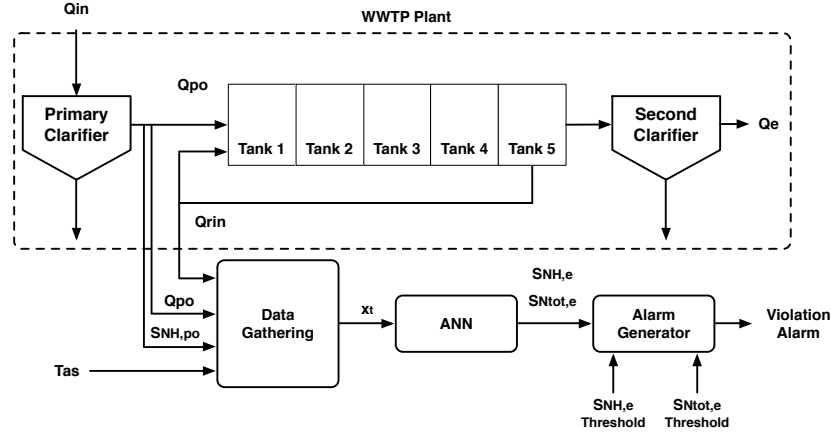 Qin
WWTP Plant
Qpo
Primary
Clarifier
Tank 1
Tank 2
Tank 3
Tank 4
Tank 5
Second
Clarifier
Qe
Qrin
Qpo
SNH,po
Tas
Data
Gathering
xt
ANN
SNH,e
SNtot,e
Alarm
Generator
Violation
Alarm
SNH,e
Threshold
SNtot,e
Threshold